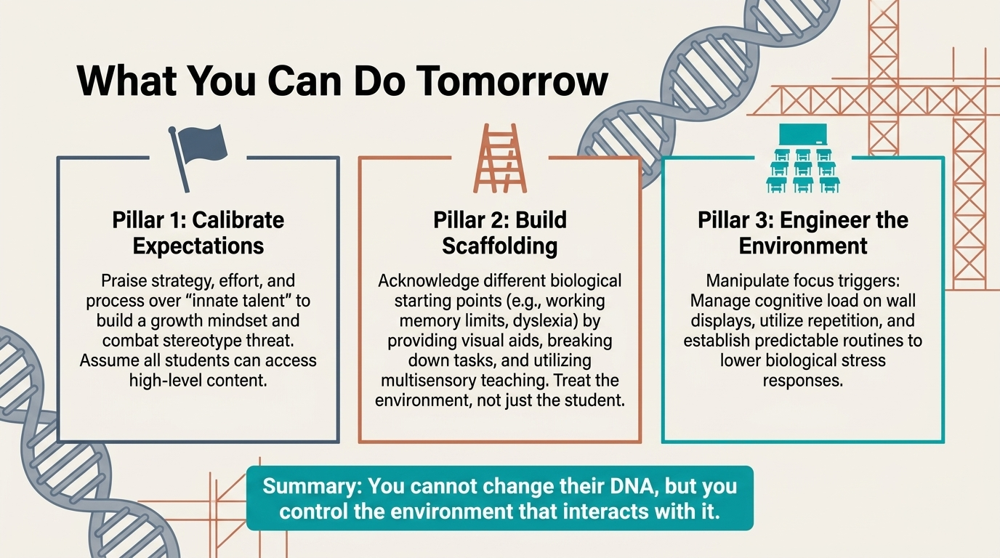 What You Can Do Tomorrow
Pillar 1: Calibrate
Expectations
Praise strategy, effort, and
process over “innate talent” to
build a growth mindset and
combat stereotype threat.
Assume all students can access
high-level content.
Pillar 2: Build
Scaffolding
Acknowledge different biological
starting points (e.g., working
memory limits, dyslexia) by
providing visual aids, breaking
down tasks, and utilizing
multisensory teaching. Treat the
environment, not just the student.
Pillar 3: Engineer the
Environment
Manipulate focus triggers:
Manage cognitive load on wall
displays, utilize repetition, and
establish predictable routines to
lower biological stress
responses.
Summary: You cannot change their DNA, but you
control the environment that interacts with it.